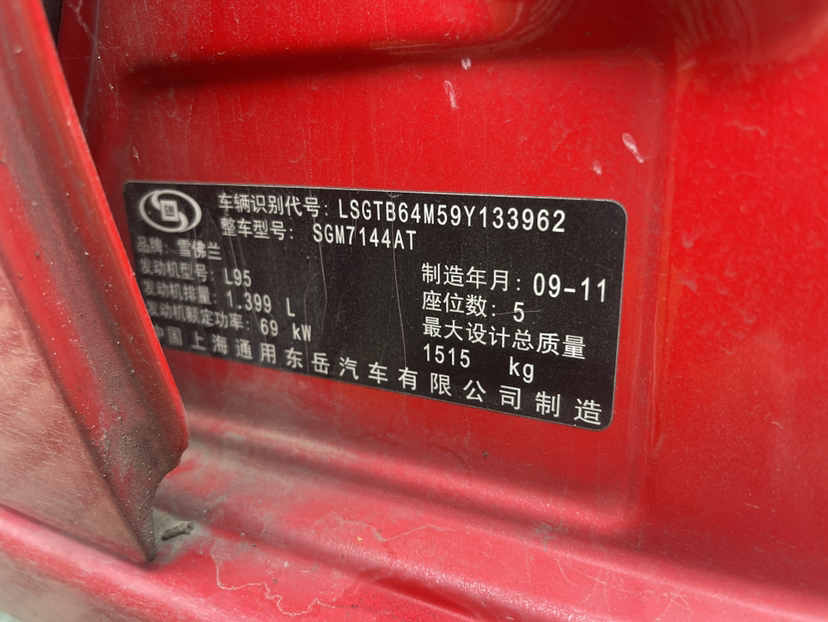 车辆识别代号: LSGTB64M59Y133962
整车型号: SGM7144AT
品牌: 雪佛兰
发动机型号: L95
发动机排量: 1.399 L
发动机额定功率: 69 kW
制造年月: 09-11
座位数: 5
最大设计总质量
1515 kg
中国上海通用东岳汽车有限公司制造